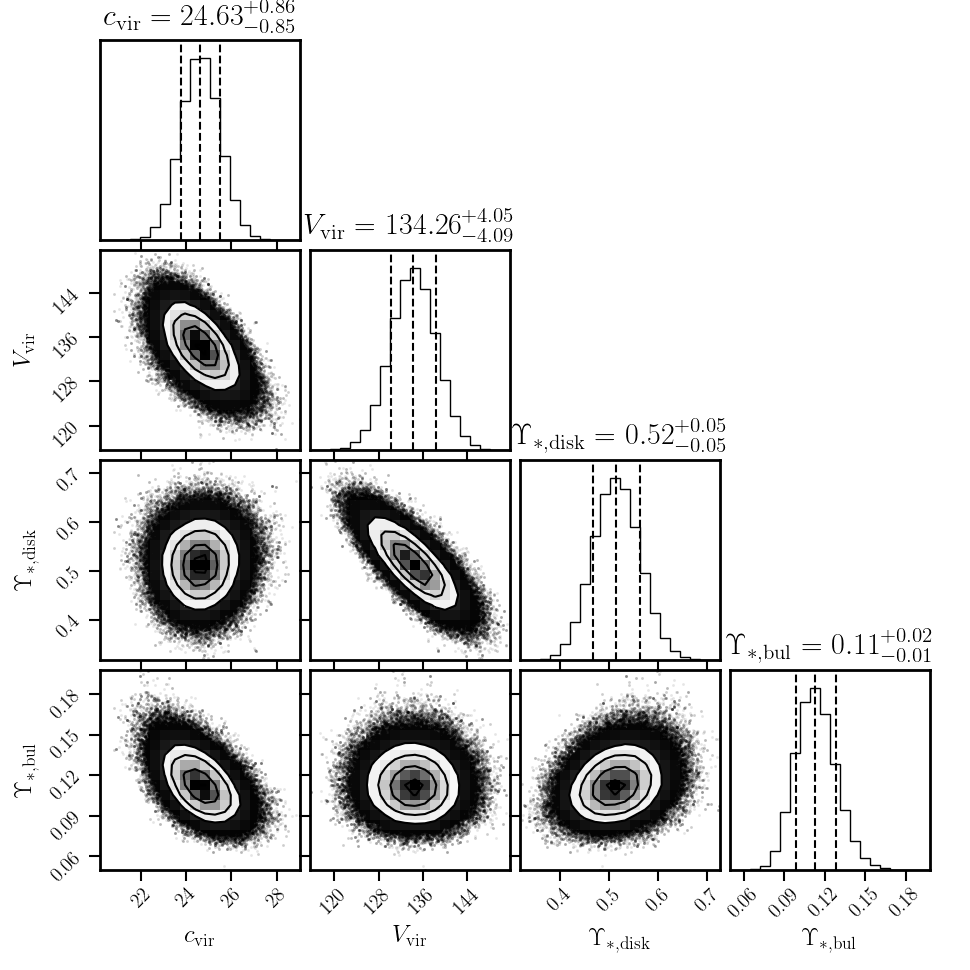 c_vir = 24.63^{+0.86}_{-0.85}
V_vir = 134.26^{+4.05}_{-4.09}
144
136
128
120
V_vir
Υ_{*,disk} = 0.52^{+0.05}_{-0.05}
0.7
0.6
0.5
0.4
Υ_{*,disk}
Υ_{*,bul} = 0.11^{+0.02}_{-0.01}
0.18
0.15
0.12
0.09
0.06
Υ_{*,bul}
22 24 26 28
120 128 136 144
0.4 0.5 0.6 0.7
0.06 0.09 0.12 0.15 0.18
c_vir
V_vir
Υ_{*,disk}
Υ_{*,bul}